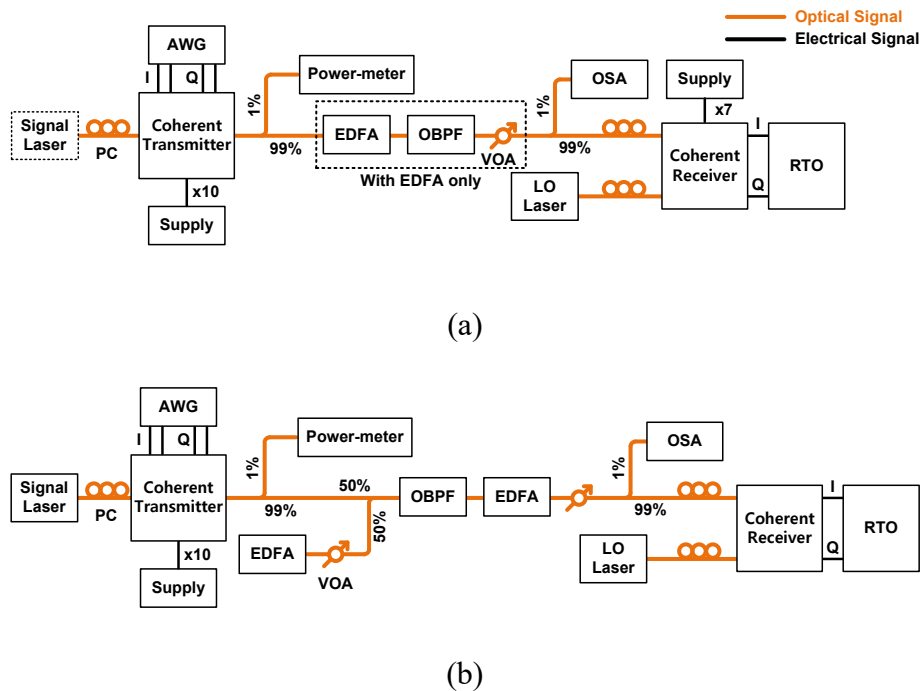 Optical Signal
Electrical Signal
AWG
I
Q
Power-meter
OSA
Supply
1%
1%
x7
Signal
Laser
PC
Coherent
Transmitter
99%
EDFA
OBPF
VOA
99%
With EDFA only
Coherent
Receiver
I
Q
RTO
LO
Laser
x10
Supply
(a)
AWG
I
Q
Power-meter
OSA
1%
1%
Signal
Laser
PC
Coherent
Transmitter
99%
50%
50%
OBPF
EDFA
99%
Coherent
Receiver
I
Q
RTO
EDFA
VOA
LO
Laser
x10
Supply
(b)